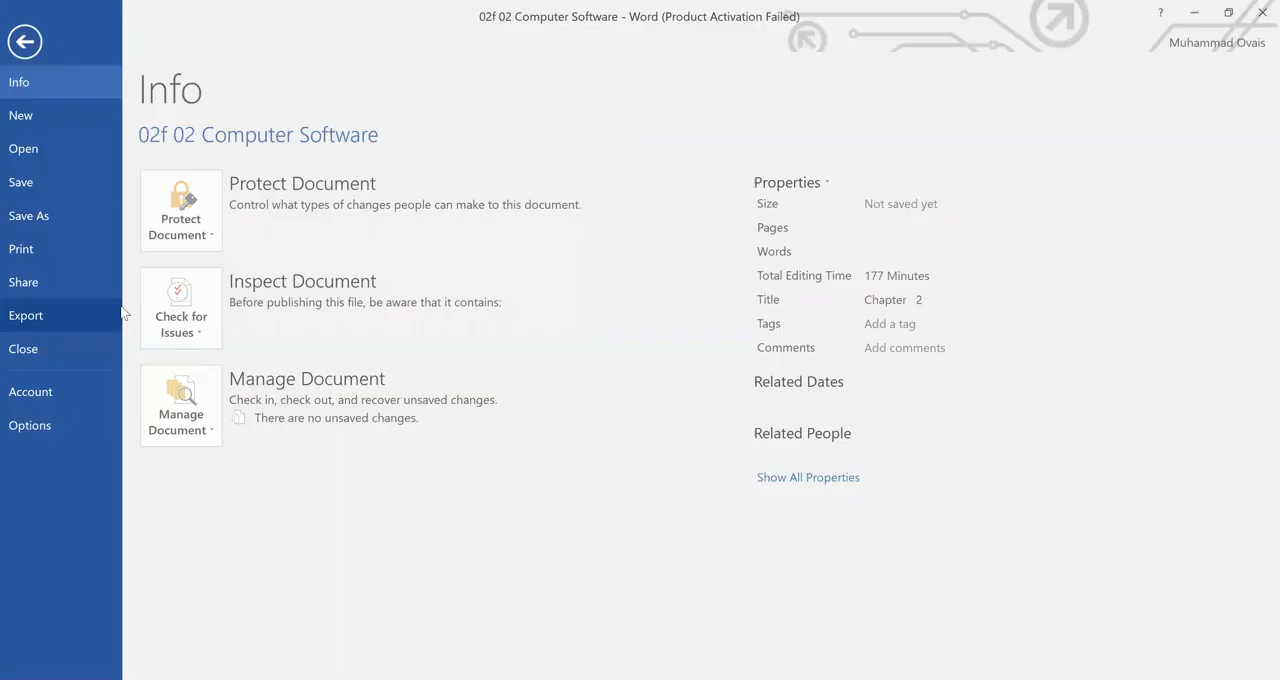 02f 02 Computer Software - Word (Product Activation Failed)
?
Muhammad Ovais
Info
New
Open
Save
Save As
Print
Share
Export
Close
Account
Options
Info
02f 02 Computer Software
Protect
Document
Protect Document
Control what types of changes people can make to this document.
Check for
Issues
Inspect Document
Before publishing this file, be aware that it contains:
Manage
Document
Manage Document
Check in, check out, and recover unsaved changes.
There are no unsaved changes.
Properties
Size Not saved yet
Pages
Words
Total Editing Time 177 Minutes
Title Chapter 2
Tags Add a tag
Comments Add comments
Related Dates
Related People
Show All Properties